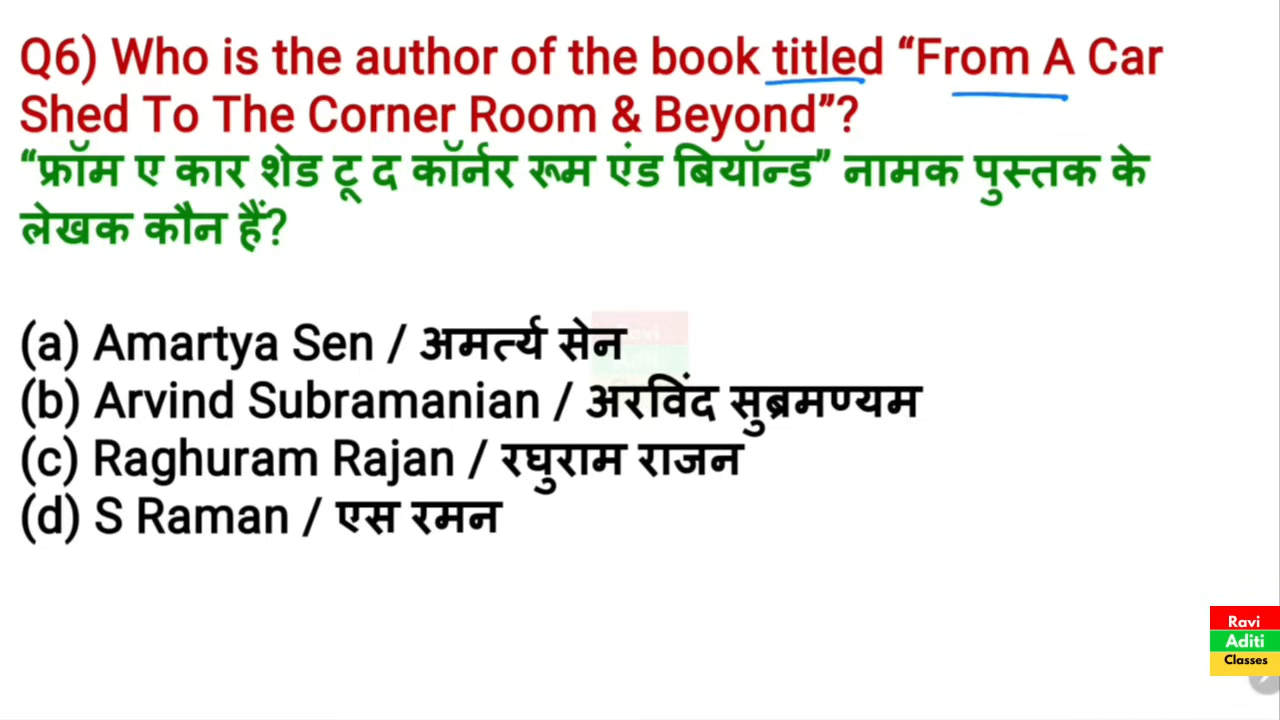 Q6) Who is the author of the book titled “From A Car
Shed To The Corner Room & Beyond”?
“फ्रॉम ए कार शेड टू द कॉर्नर रूम एंड बियॉन्ड” नामक पुस्तक के
लेखक कौन हैं?
(a) Amartya Sen / अमर्त्य सेन
(b) Arvind Subramanian / अरविंद सुब्रमण्यम
(c) Raghuram Rajan / रघुराम राजन
(d) S Raman / एस रमन
Ravi
Aditi
Ravi
Aditi
Classes